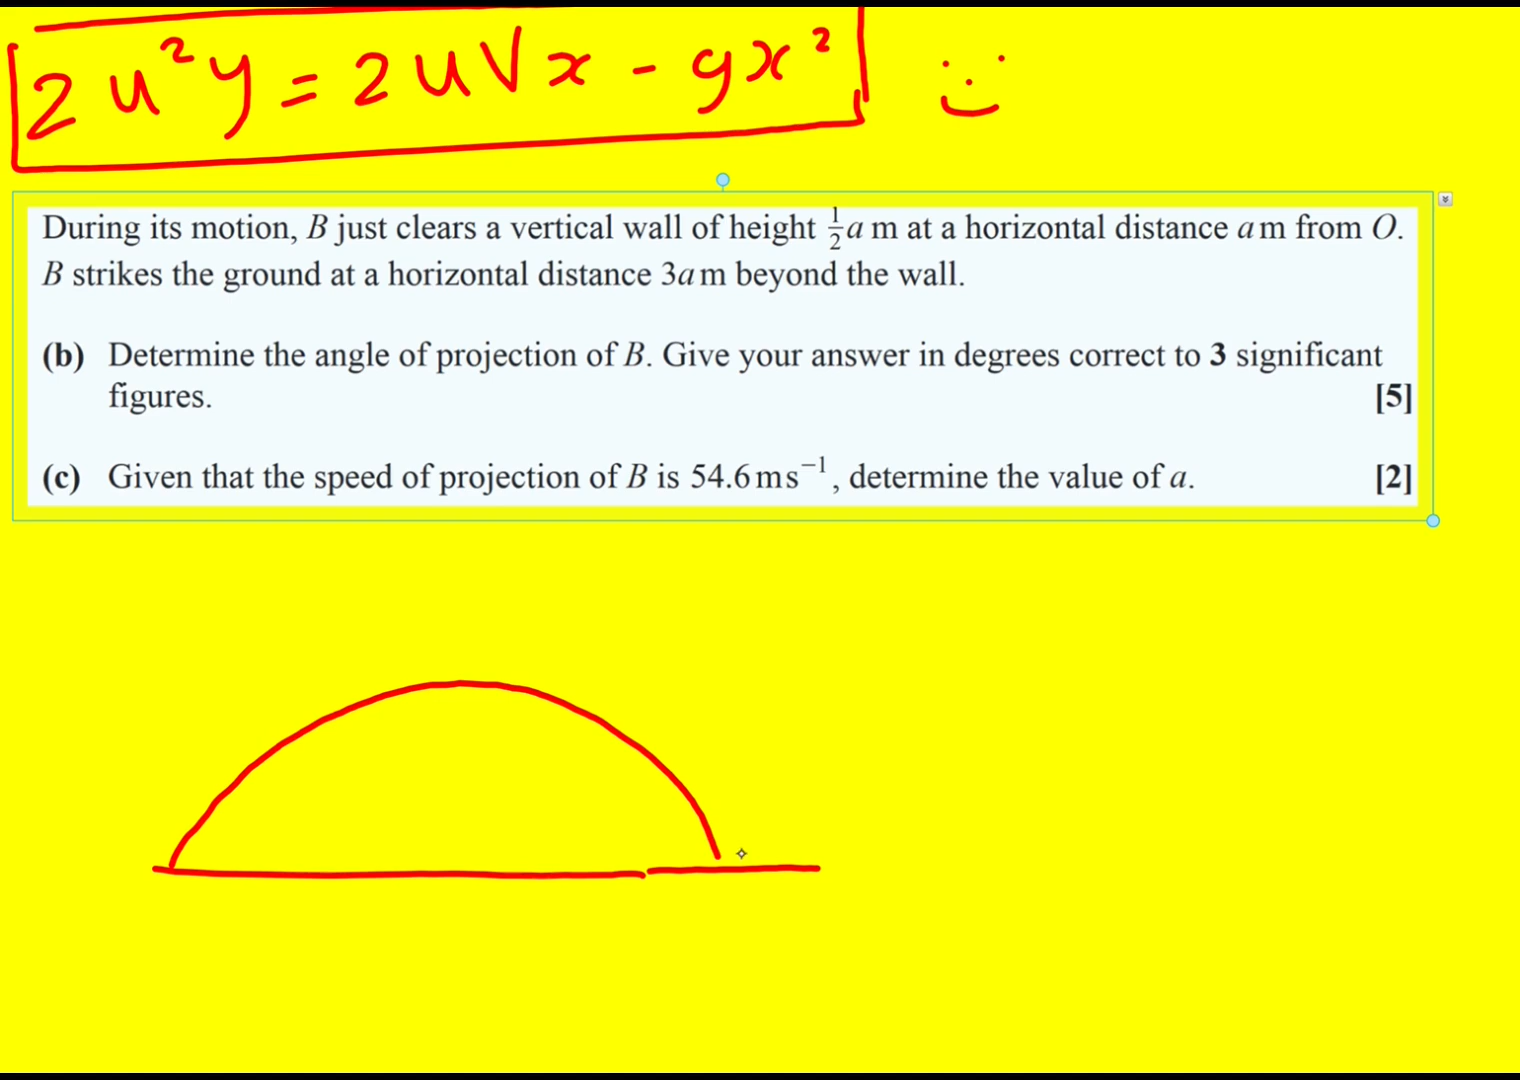 2u²y = 2uVx - gx²
During its motion, B just clears a vertical wall of height ½a m at a horizontal distance a m from O.
B strikes the ground at a horizontal distance 3a m beyond the wall.
(b) Determine the angle of projection of B. Give your answer in degrees correct to 3 significant
figures. [5]
(c) Given that the speed of projection of B is 54.6 m s⁻¹, determine the value of a. [2]